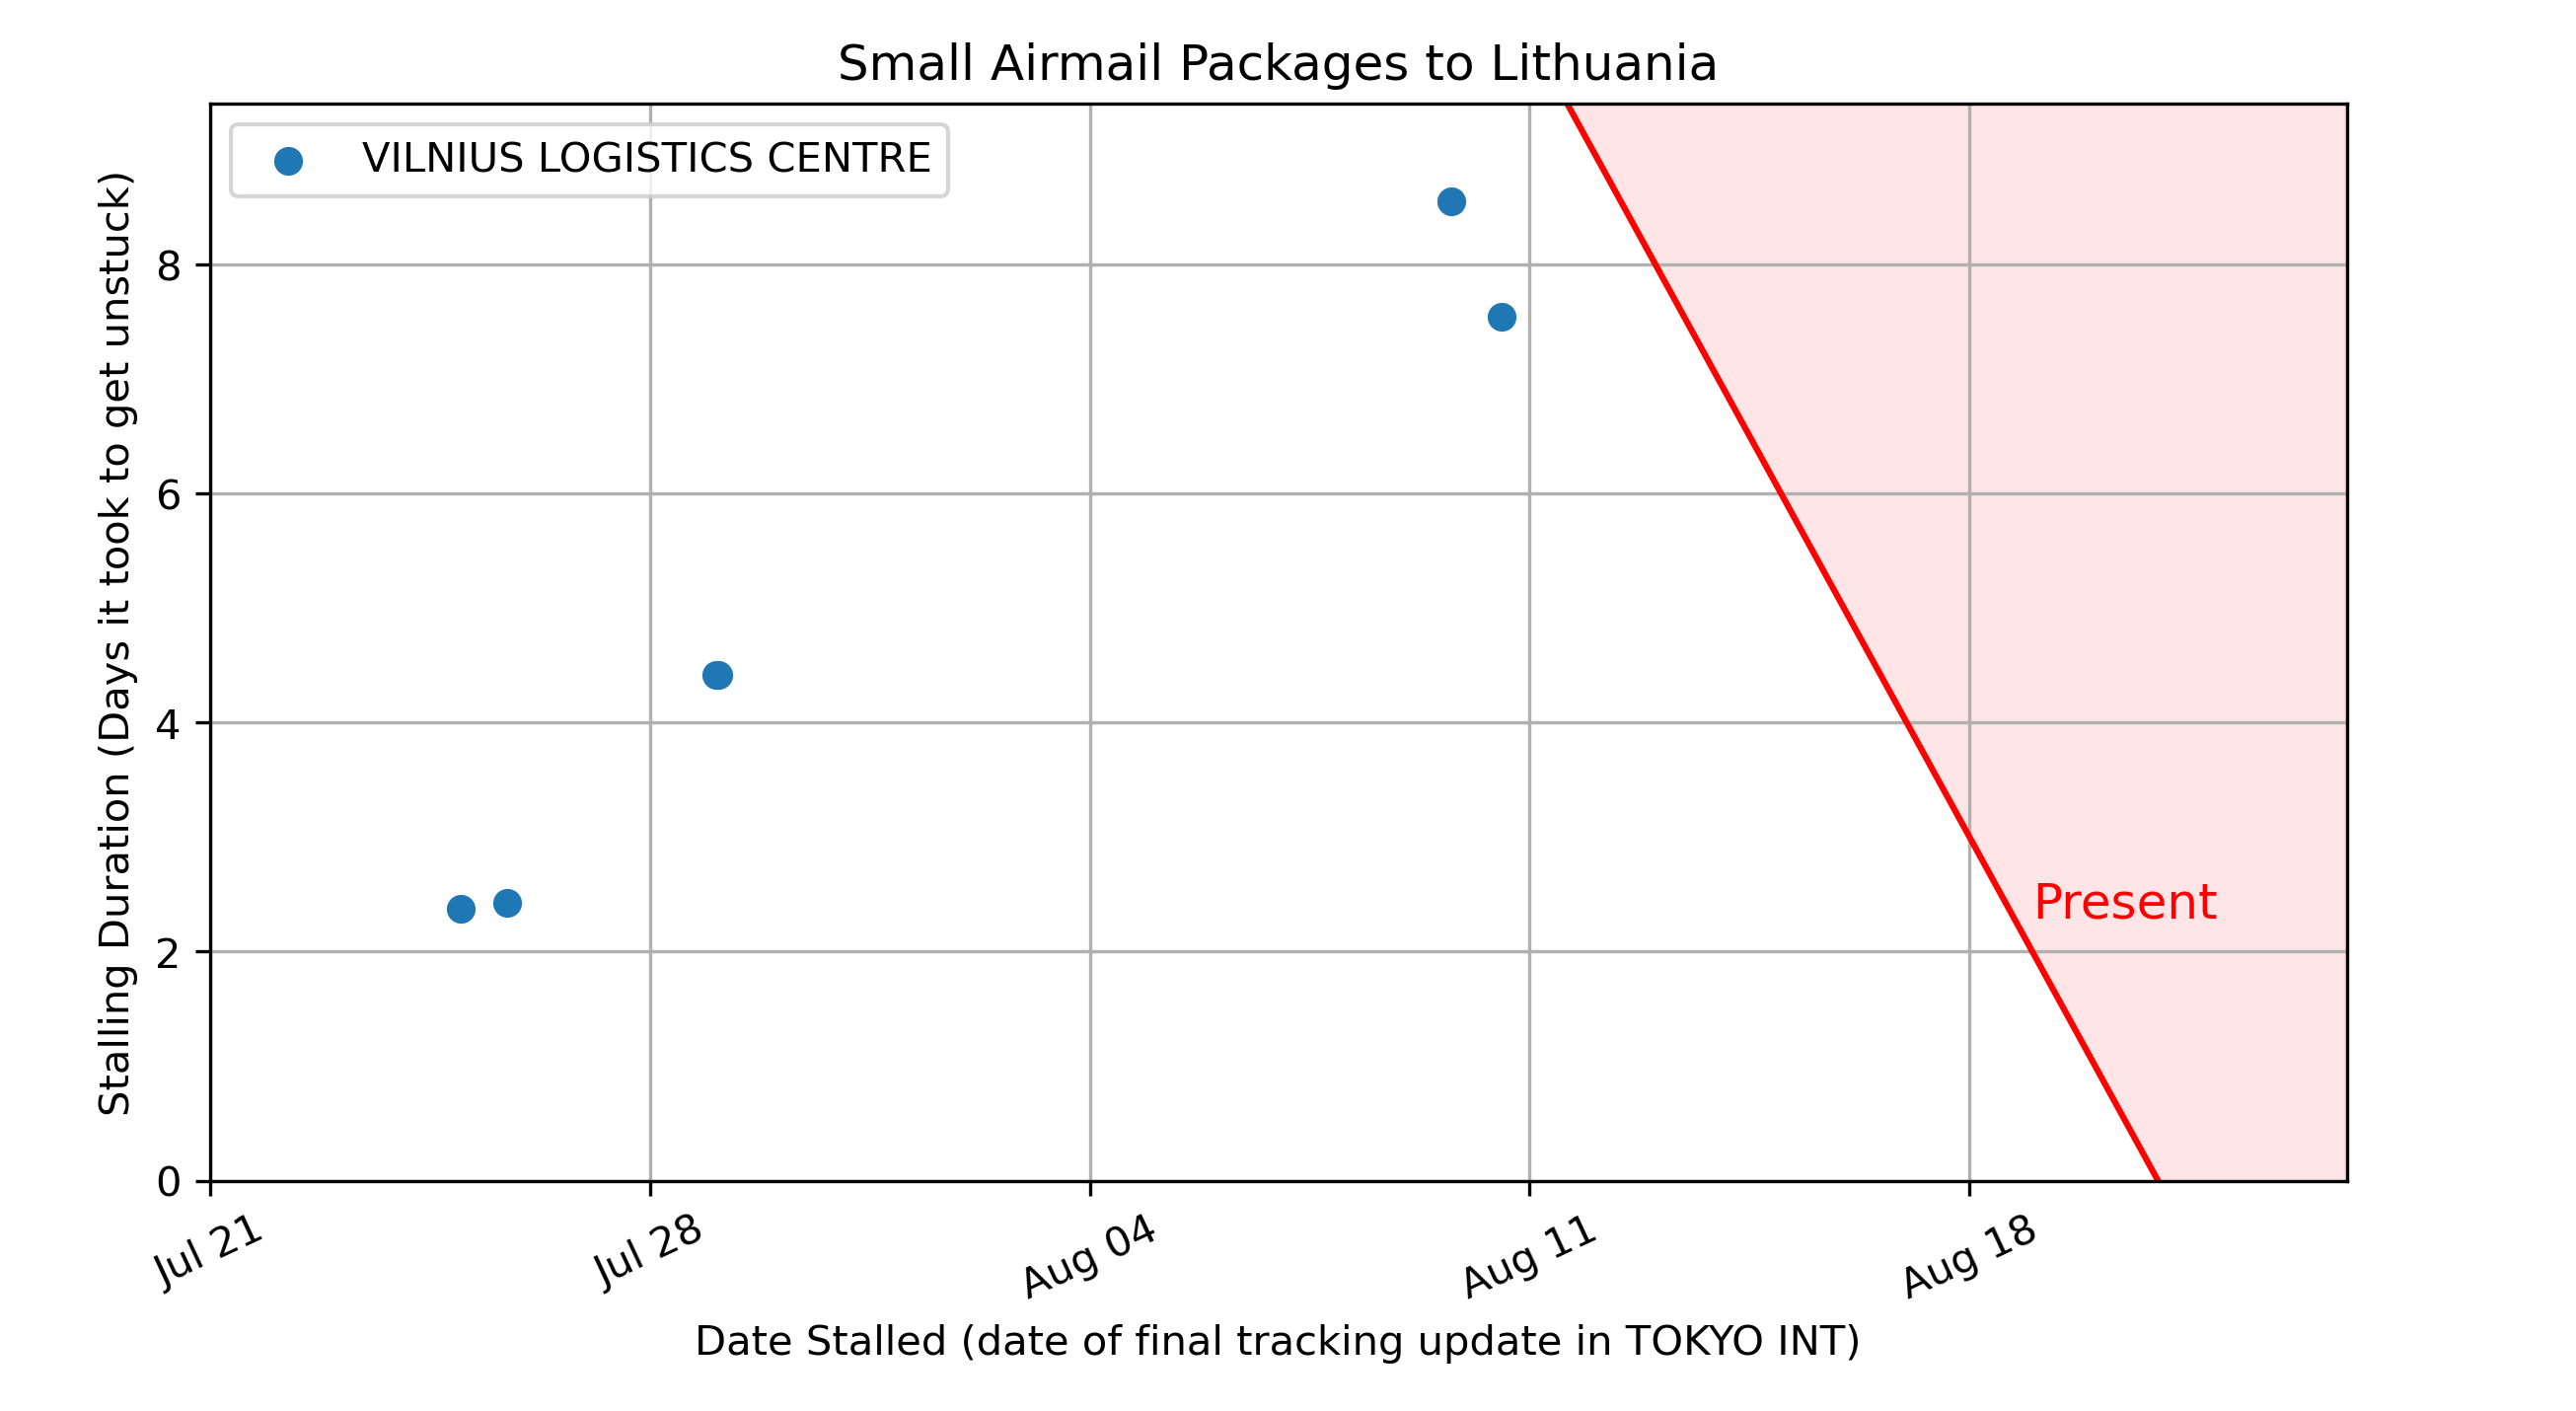 Small Airmail Packages to Lithuania
VILNIUS LOGISTICS CENTRE
Stalling Duration (Days it took to get unstuck)
8
6
4
2
0
Present
Jul 21
Jul 28
Aug 04
Aug 11
Aug 18
Date Stalled (date of final tracking update in TOKYO INT)